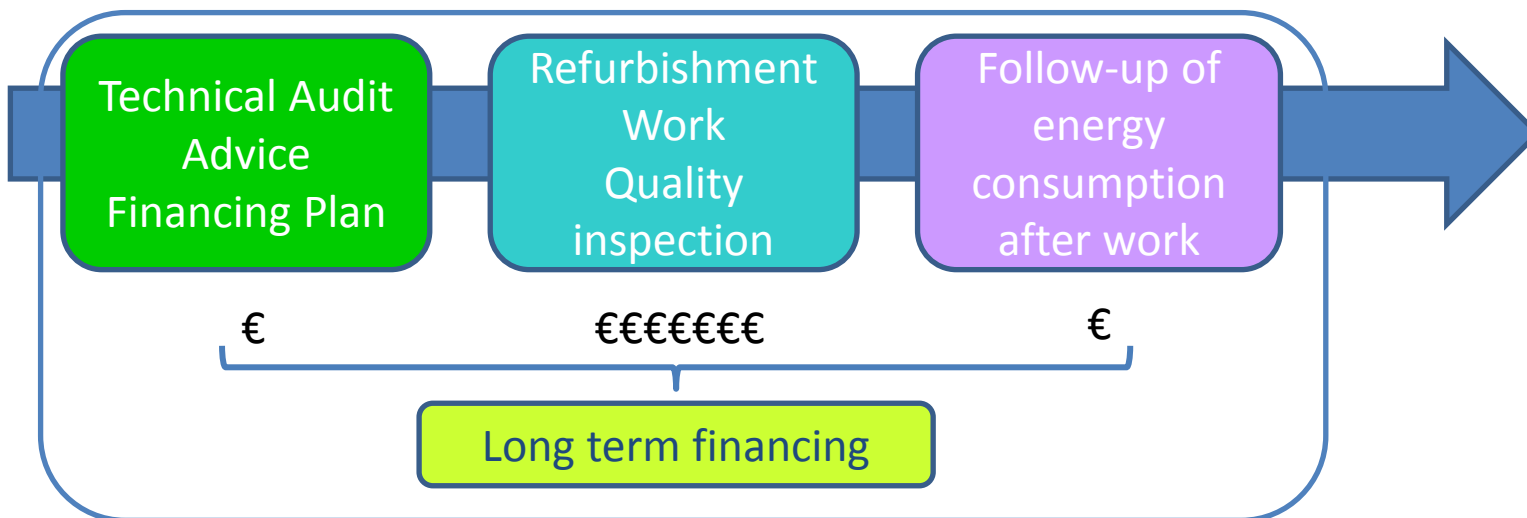 Technical Audit
Advice
Financing Plan
Refurbishment
Work
Quality
inspection
Follow-up of
energy
consumption
after work
€
€€€€€€€
€
Long term financing